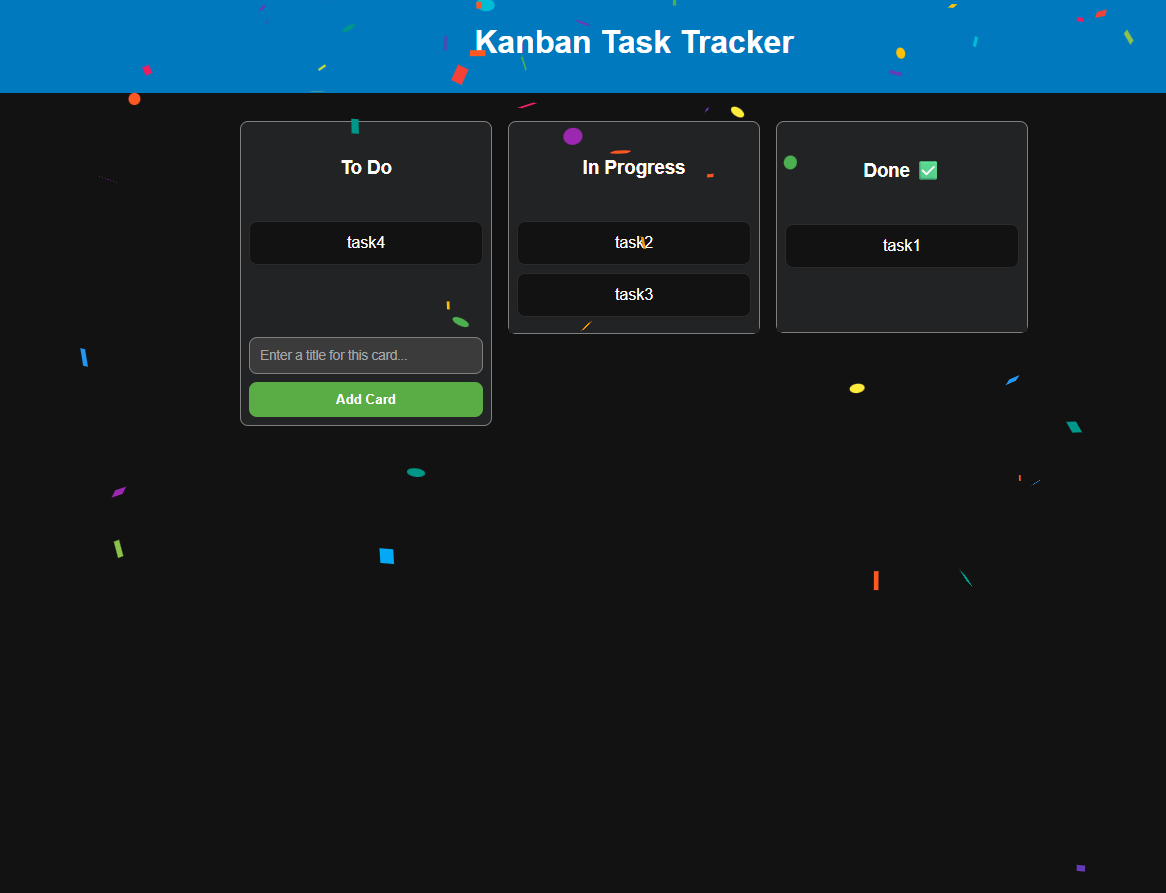 Kanban Task Tracker
To Do
task4
Enter a title for this card...
Add Card
In Progress
task2
task3
Done ✅
task1